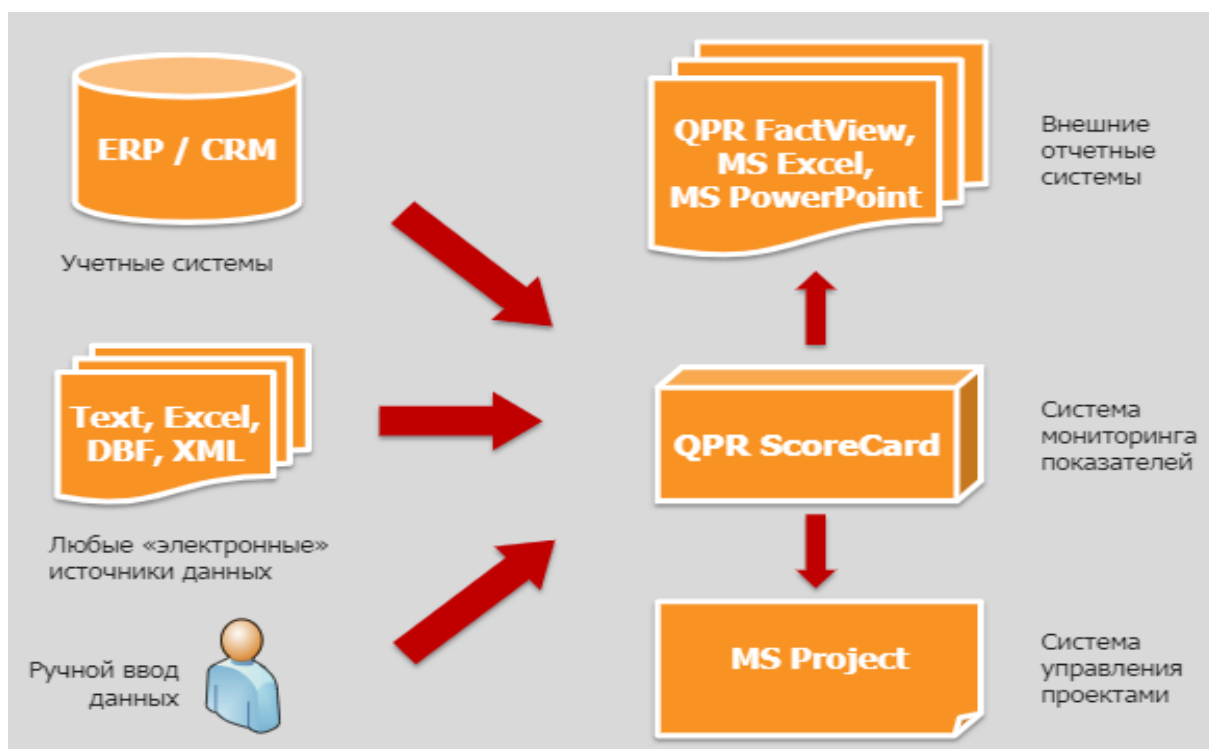 ERP / CRM
Учетные системы
Text, Excel,
DBF, XML
Любые «электронные»
источники данных
Ручной ввод
данных
QPR FactView,
MS Excel,
MS PowerPoint
Внешние
отчетные
системы
QPR ScoreCard
Система
мониторинга
показателей
MS Project
Система
управления
проектами